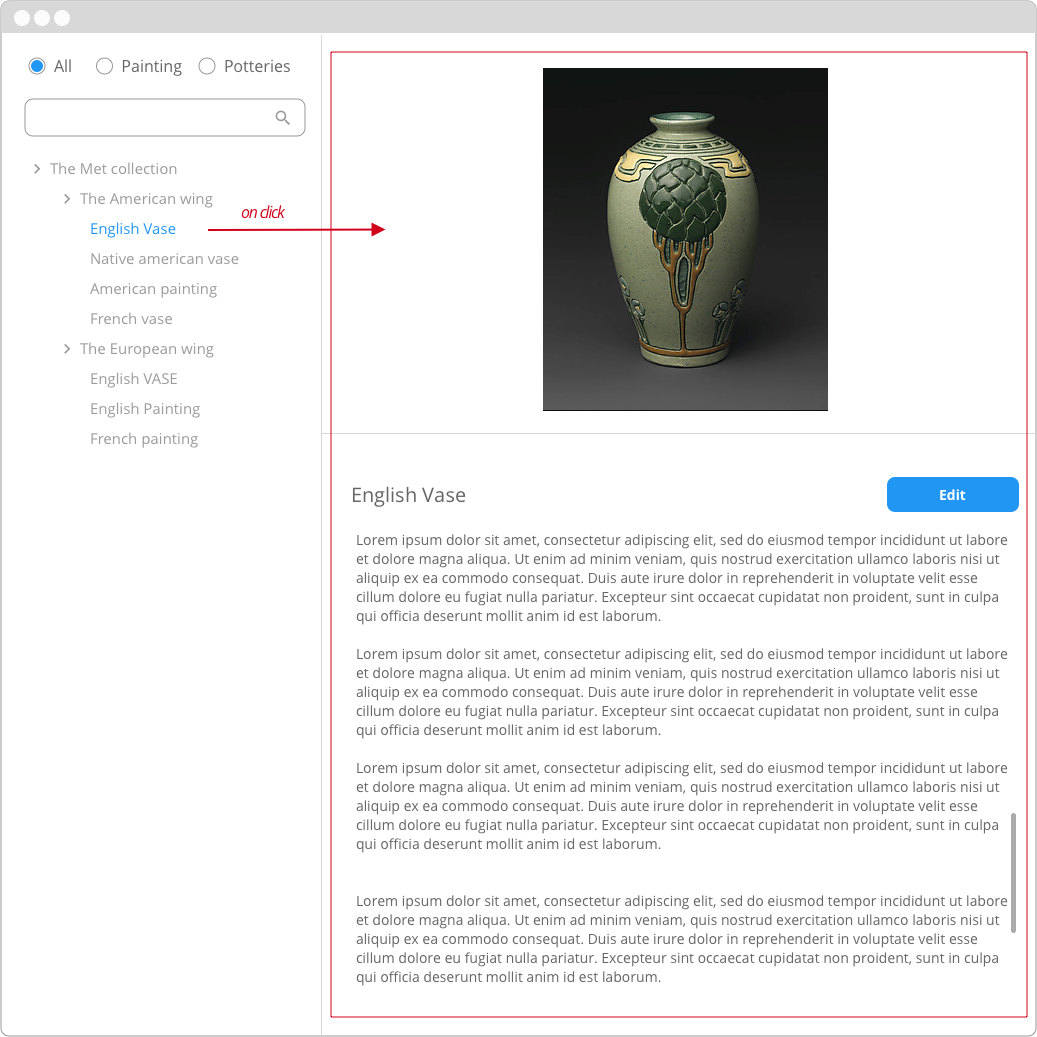 All Painting Potteries
The Met collection
The American wing
English Vase
on click
Native american vase
American painting
French vase
The European wing
English VASE
English Painting
French painting
English Vase
Edit
Lorem ipsum dolor sit amet, consectetur adipiscing elit, sed do eiusmod tempor incididunt ut labore
et dolore magna aliqua. Ut enim ad minim veniam, quis nostrud exercitation ullamco laboris nisi ut
aliquip ex ea commodo consequat. Duis aute irure dolor in reprehenderit in voluptate velit esse
cillum dolore eu fugiat nulla pariatur. Excepteur sint occaecat cupidatat non proident, sunt in culpa
qui officia deserunt mollit anim id est laborum.
Lorem ipsum dolor sit amet, consectetur adipiscing elit, sed do eiusmod tempor incididunt ut labore
et dolore magna aliqua. Ut enim ad minim veniam, quis nostrud exercitation ullamco laboris nisi ut
aliquip ex ea commodo consequat. Duis aute irure dolor in reprehenderit in voluptate velit esse
cillum dolore eu fugiat nulla pariatur. Excepteur sint occaecat cupidatat non proident, sunt in culpa
qui officia deserunt mollit anim id est laborum.
Lorem ipsum dolor sit amet, consectetur adipiscing elit, sed do eiusmod tempor incididunt ut labore
et dolore magna aliqua. Ut enim ad minim veniam, quis nostrud exercitation ullamco laboris nisi ut
aliquip ex ea commodo consequat. Duis aute irure dolor in reprehenderit in voluptate velit esse
cillum dolore eu fugiat nulla pariatur. Excepteur sint occaecat cupidatat non proident, sunt in culpa
qui officia deserunt mollit anim id est laborum.
Lorem ipsum dolor sit amet, consectetur adipiscing elit, sed do eiusmod tempor incididunt ut labore
et dolore magna aliqua. Ut enim ad minim veniam, quis nostrud exercitation ullamco laboris nisi ut
aliquip ex ea commodo consequat. Duis aute irure dolor in reprehenderit in voluptate velit esse
cillum dolore eu fugiat nulla pariatur. Excepteur sint occaecat cupidatat non proident, sunt in culpa
qui officia deserunt mollit anim id est laborum.